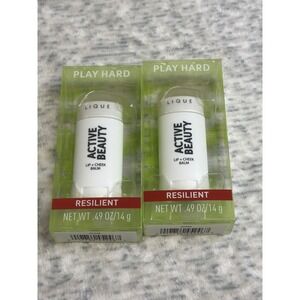 PLAY HARD
LIQUE
ACTIVE
BEAUTY
LIP + CHEEK
BALM
RESILIENT
NET WT .49 OZ/14 g
PLAY HARD
LIQUE
ACTIVE
BEAUTY
LIP + CHEEK
BALM
RESILIENT
NET WT .49 OZ/14 g